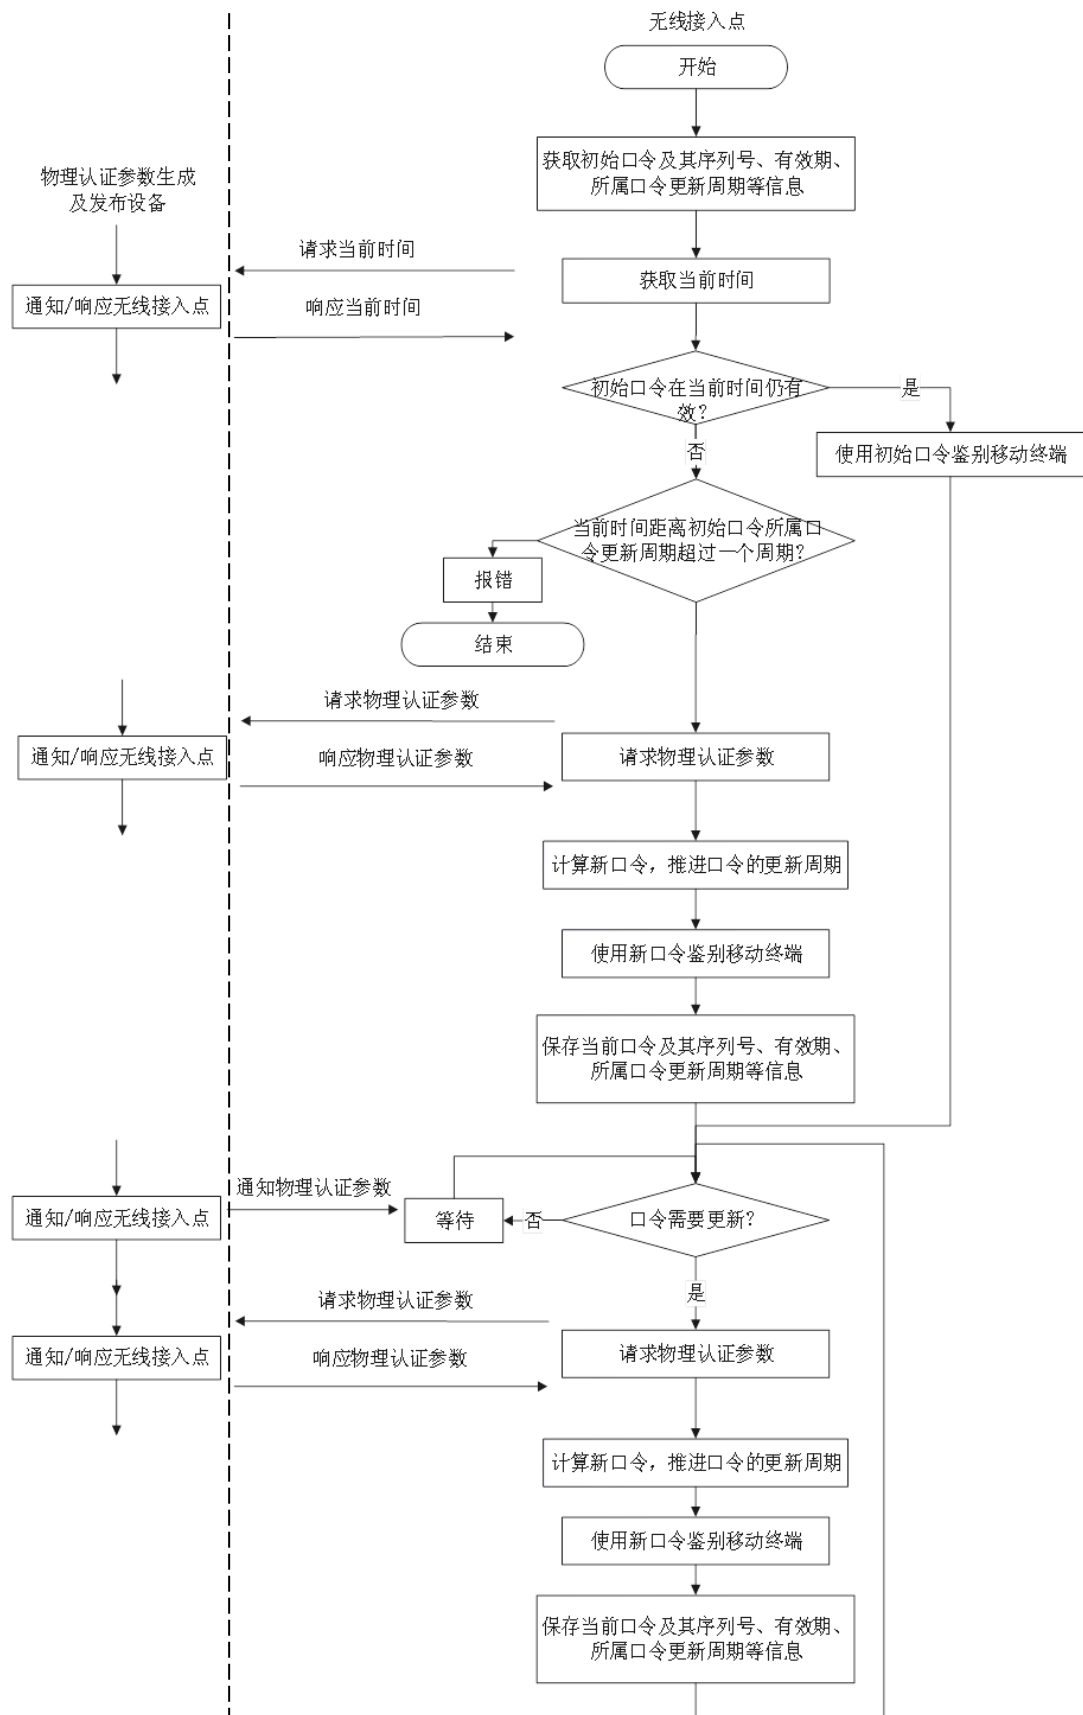 无线接入点
开始
获取初始口令及其序列号、有效期、
所属口令更新周期等信息
物理认证参数生成
及发布设备
请求当前时间
获取当前时间
通知/响应无线接入点
响应当前时间
初始口令在当前时间仍有
效?
是
否
使用初始口令鉴别移动终端
当前时间距离初始口令所属口
令更新周期超过一个周期?
报错
结束
请求物理认证参数
通知/响应无线接入点
响应物理认证参数
请求物理认证参数
计算新口令，推进口令的更新周期
使用新口令鉴别移动终端
保存当前口令及其序列号、有效期、
所属口令更新周期等信息
通知物理认证参数
通知/响应无线接入点
等待
否
口令需要更新?
是
请求物理认证参数
通知/响应无线接入点
响应物理认证参数
请求物理认证参数
计算新口令，推进口令的更新周期
使用新口令鉴别移动终端
保存当前口令及其序列号、有效期、
所属口令更新周期等信息